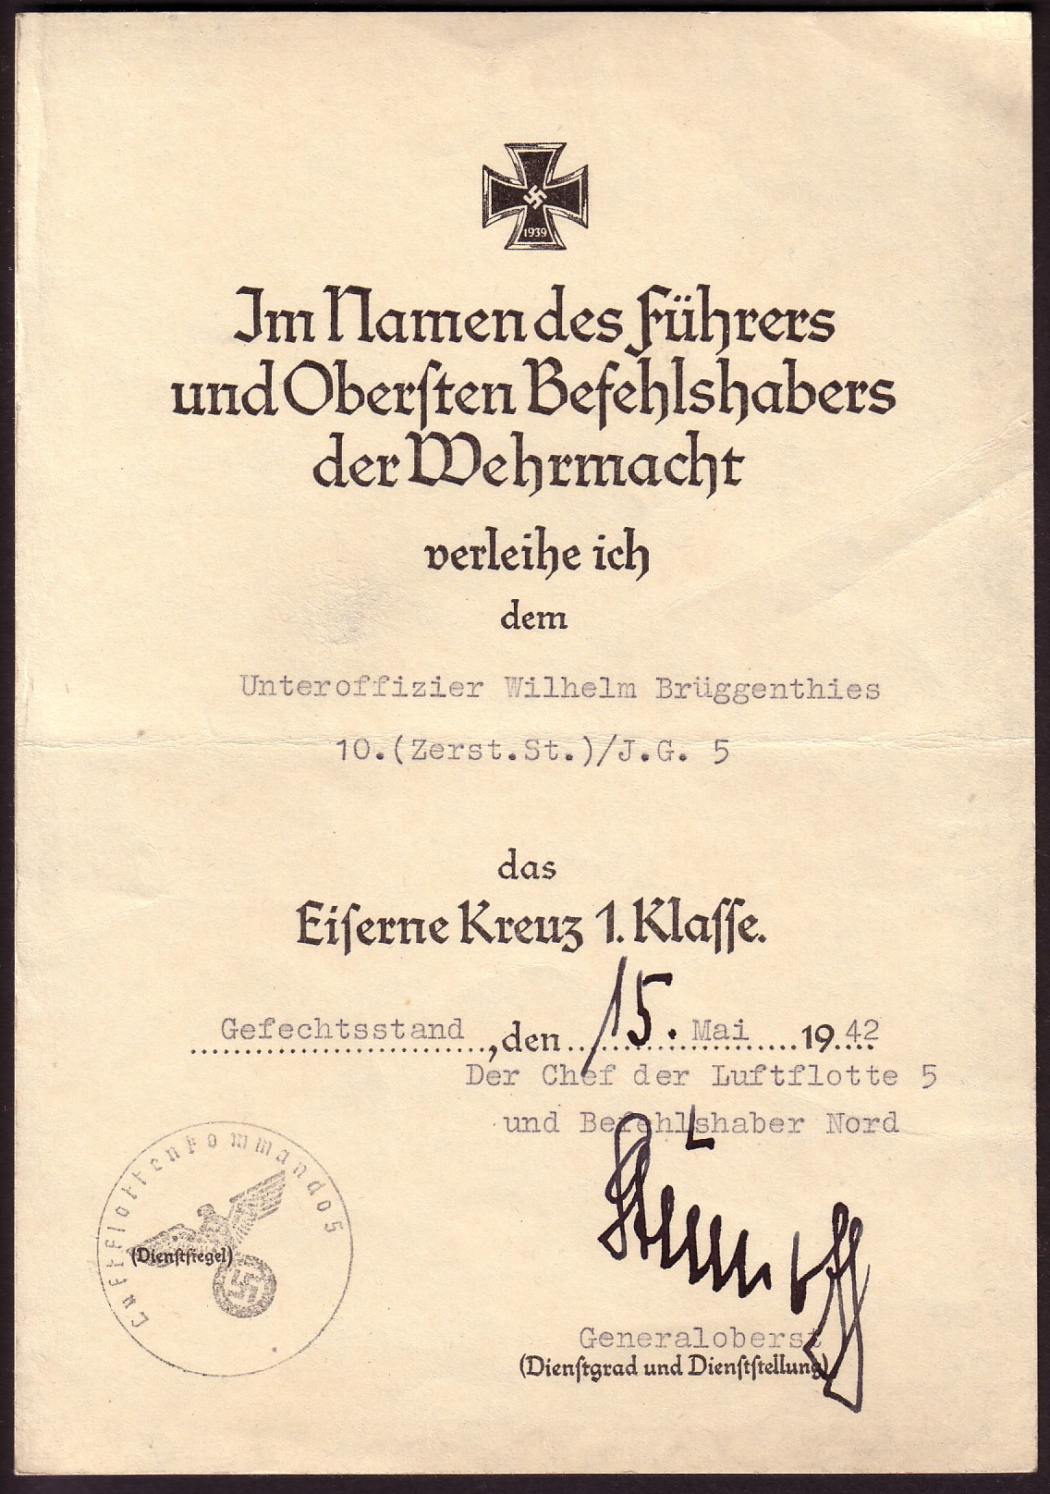 1939
Im Namen des Führers
und Oberſten Befehlshabers
der Wehrmacht
verleihe ich
dem
Unteroffizier Wilhelm Brüggenthies
10.(Zerst.St.)/J.G. 5
das
Eiſerne Kreuz 1. Klaſſe.
Gefechtsstand, den 15. Mai 1942
Der Chef der Luftflotte 5
und Befehlshaber Nord
Luftflottenkommando 5
(Dienſtſiegel)
Stumpff
Generaloberst
(Dienſtgrad und Dienſtſtellung)